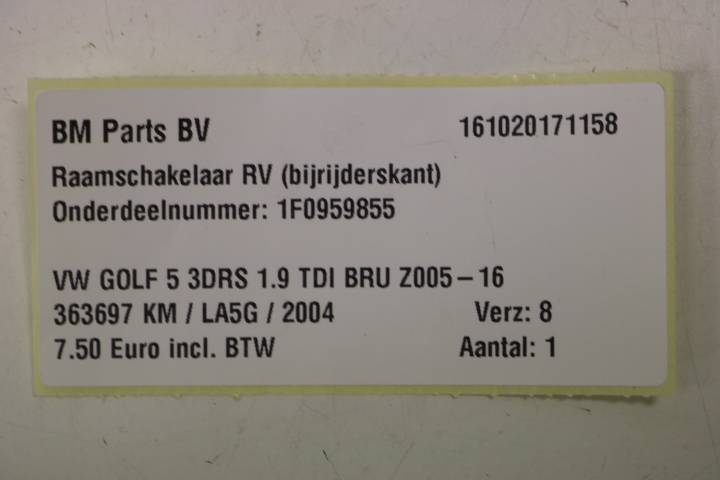 BM Parts BV 161020171158
Raamschakelaar RV (bijrijderskant)
Onderdeelnummer: 1F0959855
VW GOLF 5 3DRS 1.9 TDI BRU Z005-16
363697 KM / LA5G / 2004 Verz: 8
7.50 Euro incl. BTW Aantal: 1